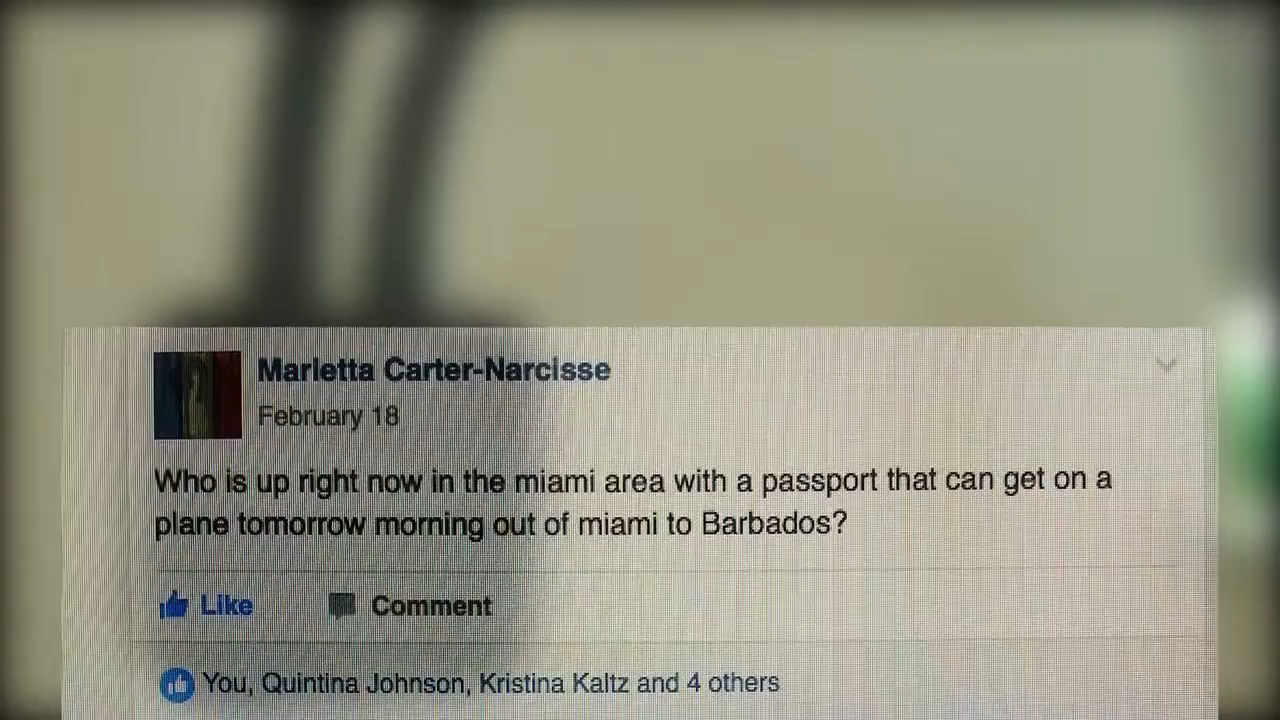 Marletta Carter-Narcisse
February 18
Who is up right now in the miami area with a passport that can get on a
plane tomorrow morning out of miami to Barbados?
Like Comment
You, Quintina Johnson, Kristina Kaltz and 4 others